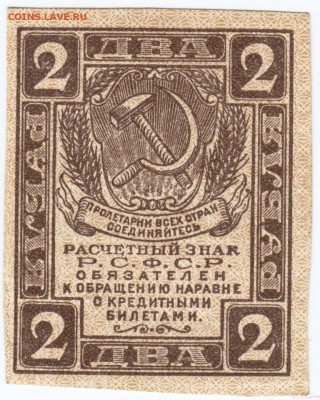 COINS.LAVE.RU
2 ДВА 2
РУБЛЯ
РУБЛЯ
ПРОЛЕТАРИИ ВСЕХ СТРАН
СОЕДИНЯЙТЕСЬ
РАСЧЕТНЫЙ ЗНАК
Р.С.Ф.С.Р.
ОБЯЗАТЕЛЕН
К ОБРАЩЕНИЮ НАРАВНЕ
С КРЕДИТНЫМИ
БИЛЕТАМИ.
2 ДВА 2